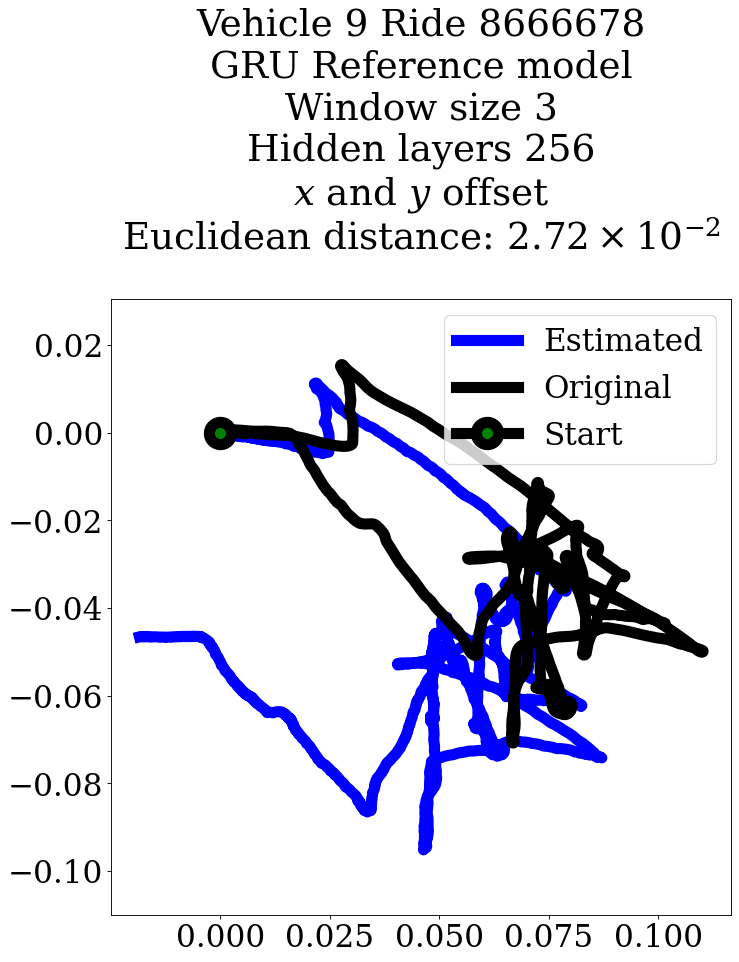 Vehicle 9 Ride 8666678
GRU Reference model
Window size 3
Hidden layers 256
x and y offset
Euclidean distance: 2.72 × 10⁻²
Estimated
Original
Start
0.02
0.00
−0.02
−0.04
−0.06
−0.08
−0.10
0.000 0.025 0.050 0.075 0.100